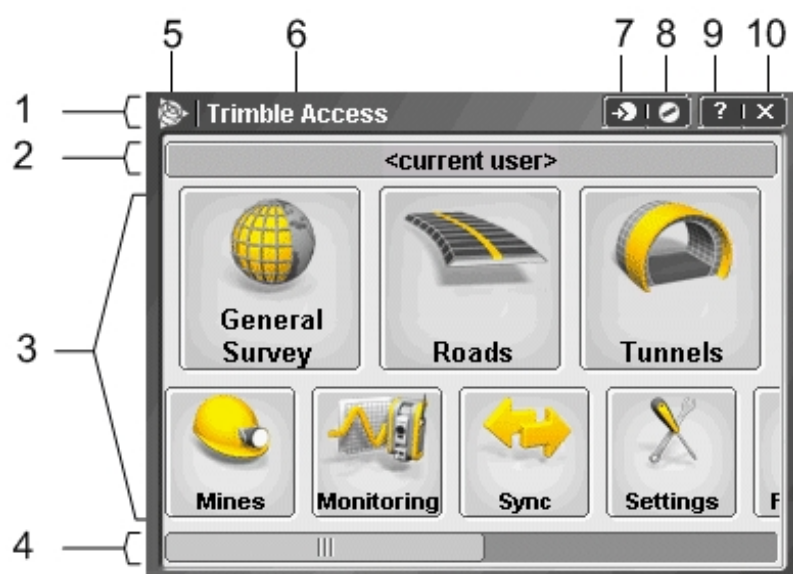 5 6 7 8 9 10
1 Trimble Access ? X
2 <current user>
3
General Survey
Roads
Tunnels
Mines
Monitoring
Sync
Settings
F
4